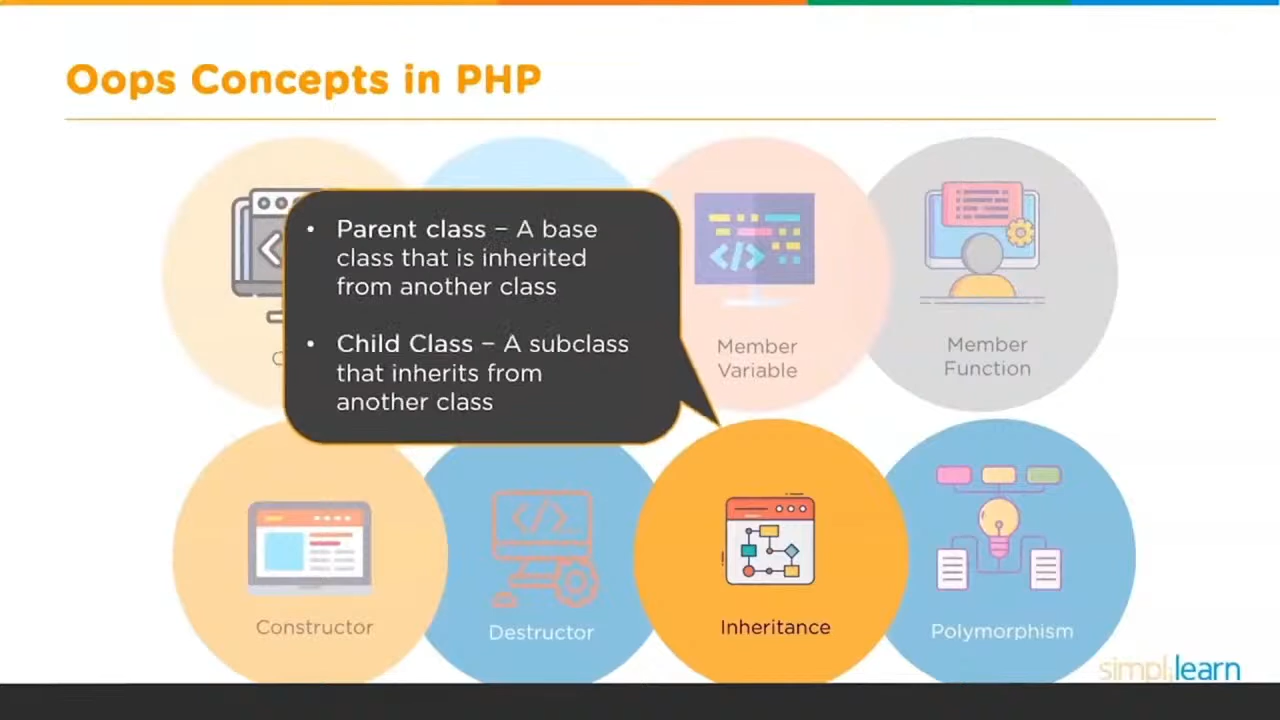 Oops Concepts in PHP
• Parent class – A base
class that is inherited
from another class
• Child Class – A subclass
that inherits from
another class
Member
Variable
Member
Function
Constructor
Destructor
Inheritance
Polymorphism
simplilearn